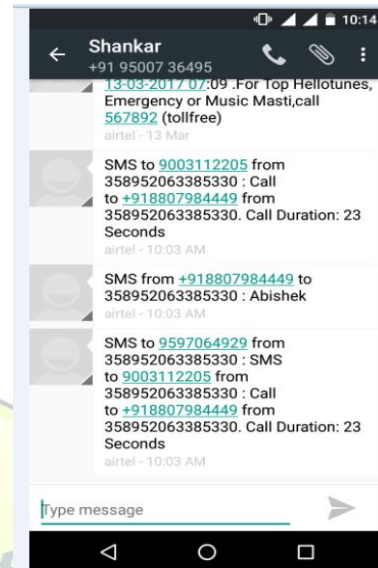 10:14
Shankar
+91 95007 36495
13-03-2017 07:09 .For Top Hellotunes,
Emergency or Music Masti,call
567892 (tollfree)
airtel - 13 Mar
SMS to 9003112205 from
358952063385330 : Call
to +918807984449 from
358952063385330. Call Duration: 23
Seconds
airtel - 10:03 AM
SMS from +918807984449 to
358952063385330 : Abishek
airtel - 10:03 AM
SMS to 9597064929 from
358952063385330 : SMS
to 9003112205 from
358952063385330 : Call
to +918807984449 from
358952063385330. Call Duration: 23
Seconds
airtel - 10:03 AM
Type message